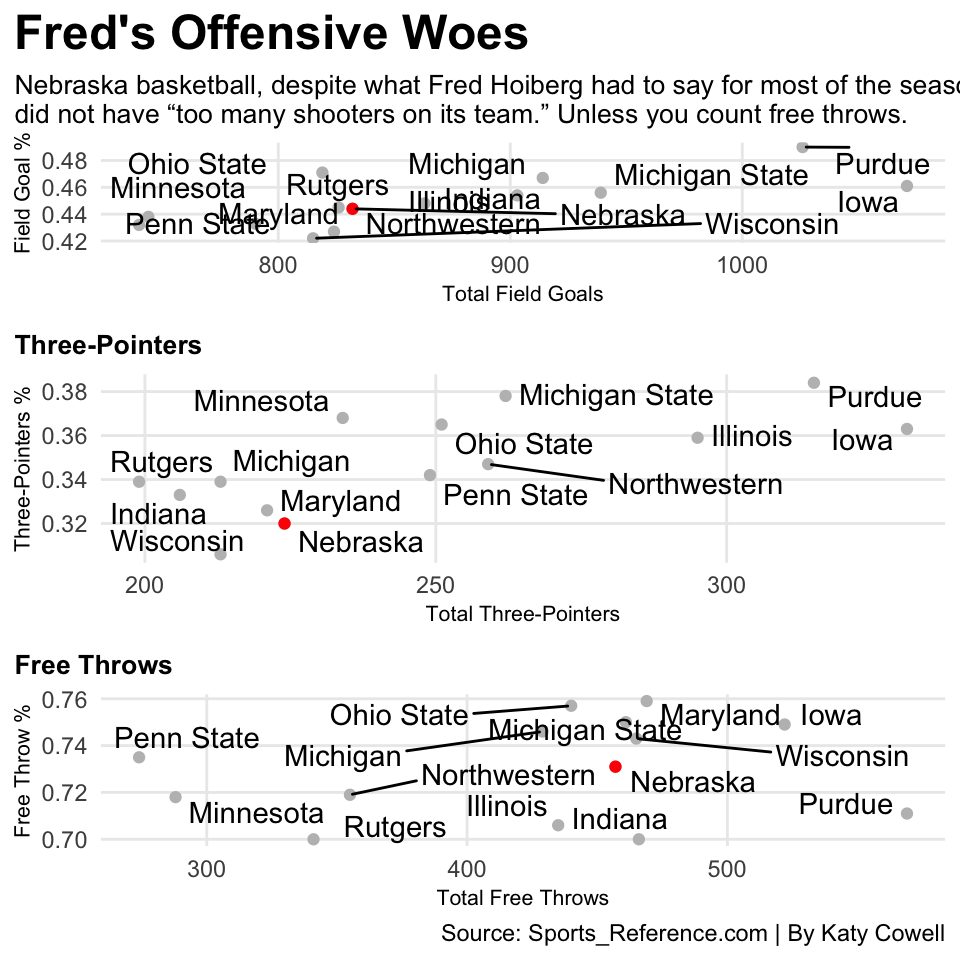 Fred's Offensive Woes
Nebraska basketball, despite what Fred Hoiberg had to say for most of the seaso
did not have “too many shooters on its team.” Unless you count free throws.
Field Goal %
0.48
0.46
0.44
0.42
Ohio State
Michigan
Michigan State
Purdue
Minnesota
Rutgers
Illinois
Indiana
Iowa
Penn State
Maryland
Northwestern
Nebraska
Wisconsin
800
900
1000
Total Field Goals
Three-Pointers
Three-Pointers %
0.38
0.36
0.34
0.32
Minnesota
Michigan State
Purdue
Ohio State
Illinois
Iowa
Rutgers
Michigan
Northwestern
Penn State
Indiana
Maryland
Wisconsin
Nebraska
200
250
300
Total Three-Pointers
Free Throws
Free Throw %
0.76
0.74
0.72
0.70
Ohio State
Maryland
Iowa
Michigan State
Penn State
Michigan
Wisconsin
Northwestern
Nebraska
Minnesota
Illinois
Purdue
Rutgers
Indiana
300
400
500
Total Free Throws
Source: Sports_Reference.com | By Katy Cowell